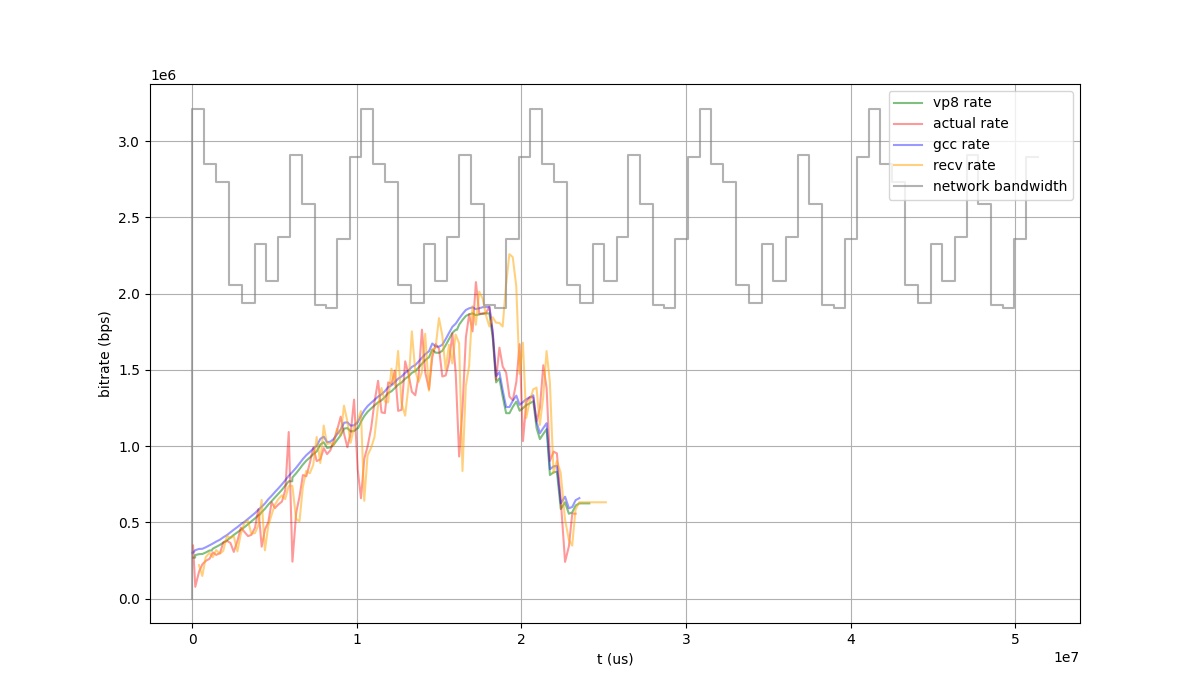 1e6
vp8 rate
actual rate
gcc rate
recv rate
network bandwidth
3.0
2.5
2.0
1.5
1.0
0.5
0.0
bitrate (bps)
0 1 2 3 4 5
t (us)
1e7